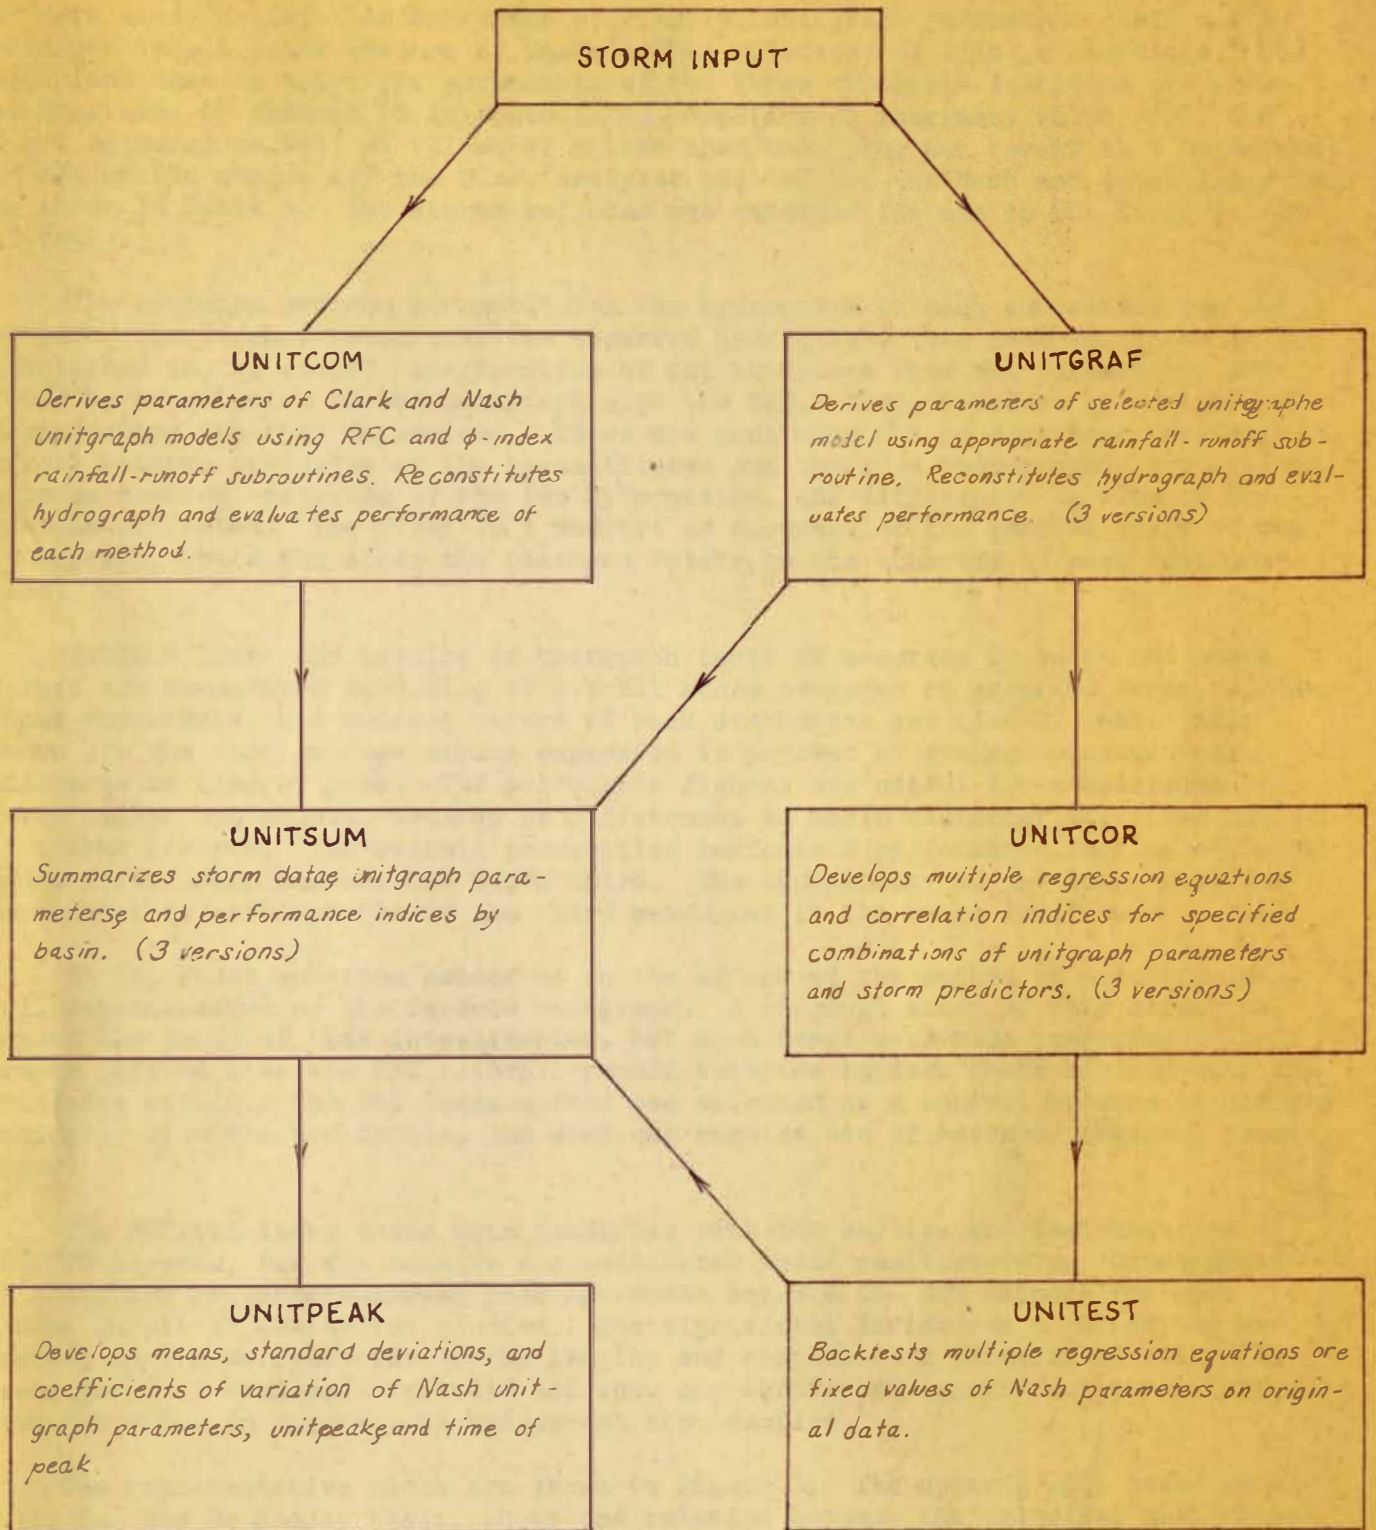 STORM INPUT
UNITCOM
Derives parameters of Clark and Nash
unitgraph models using RFC and ϕ-index
rainfall-runoff subroutines. Reconstitutes
hydrograph and evaluates performance of
each method.
UNITGRAF
Derives parameters of selected unitegraphe
model using appropriate rainfall-runoff sub-
routine. Reconstitutes hydrograph and eval-
uates performance. (3 versions)
UNITSUM
Summarizes storm dataȩ unitgraph para-
metersȩ and performance indices by
basin. (3 versions)
UNITCOR
Develops multiple regression equations
and correlation indices for specified
combinations of unitgraph parameters
and storm predictors. (3 versions)
UNITPEAK
Develops means, standard deviations, and
coefficients of variation of Nash unit-
graph parameters, unitpeakȩ and time of
peak
UNITEST
Backtests multiple regression equations ore
fixed values of Nash parameters on origin-
al data.